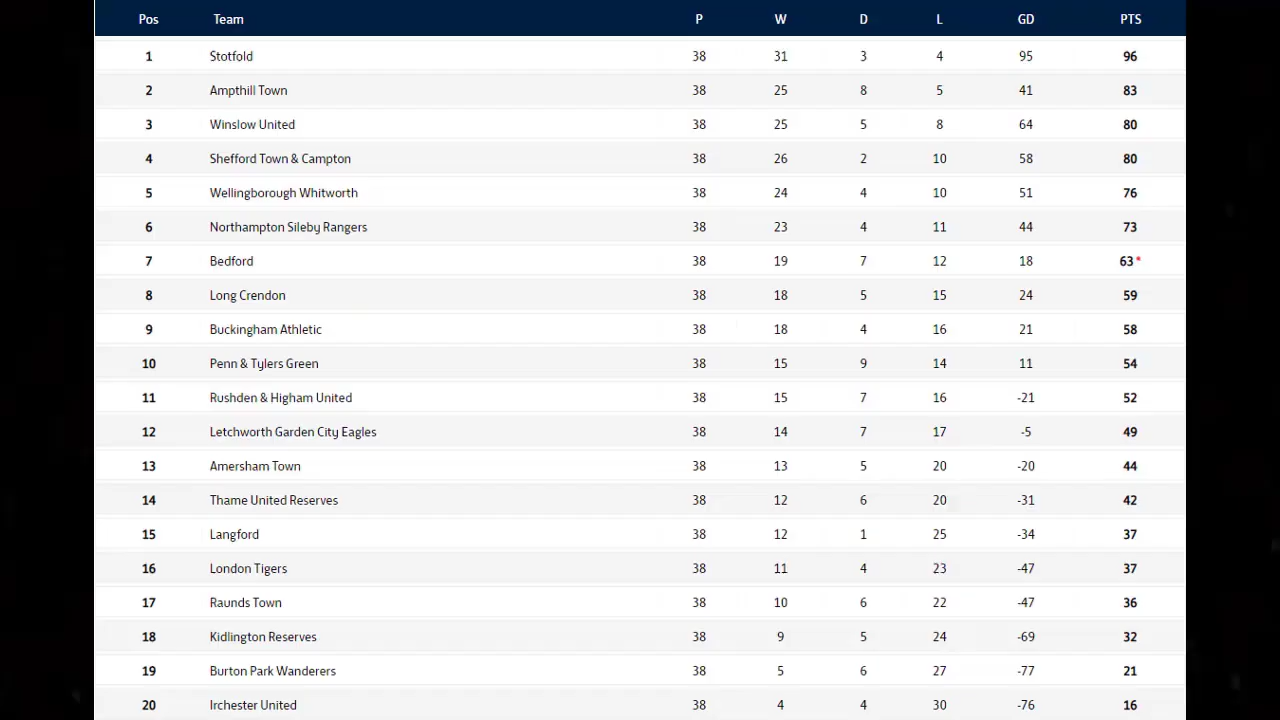 Pos Team P W D L GD PTS
1 Stotfold 38 31 3 4 95 96
2 Ampthill Town 38 25 8 5 41 83
3 Winslow United 38 25 5 8 64 80
4 Shefford Town & Campton 38 26 2 10 58 80
5 Wellingborough Whitworth 38 24 4 10 51 76
6 Northampton Sileby Rangers 38 23 4 11 44 73
7 Bedford 38 19 7 12 18 63*
8 Long Crendon 38 18 5 15 24 59
9 Buckingham Athletic 38 18 4 16 21 58
10 Penn & Tylers Green 38 15 9 14 11 54
11 Rushden & Higham United 38 15 7 16 -21 52
12 Letchworth Garden City Eagles 38 14 7 17 -5 49
13 Amersham Town 38 13 5 20 -20 44
14 Thame United Reserves 38 12 6 20 -31 42
15 Langford 38 12 1 25 -34 37
16 London Tigers 38 11 4 23 -47 37
17 Raunds Town 38 10 6 22 -47 36
18 Kidlington Reserves 38 9 5 24 -69 32
19 Burton Park Wanderers 38 5 6 27 -77 21
20 Irchester United 38 4 4 30 -76 16